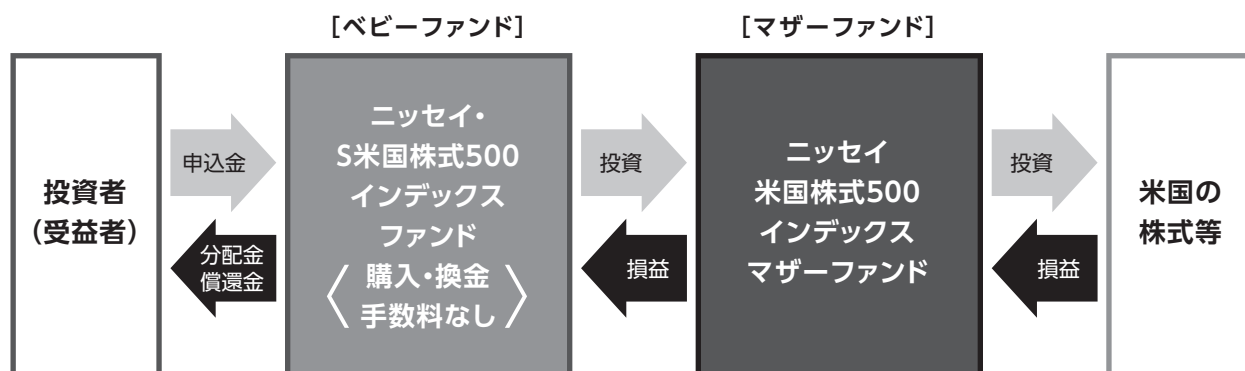 [ベビーファンド]
[マザーファンド]
投資者
(受益者)
申込金
分配金
償還金
ニッセイ・
S米国株式500
インデックス
ファンド
〈購入・換金
手数料なし〉
投資
損益
ニッセイ
米国株式500
インデックス
マザーファンド
投資
損益
米国の
株式等